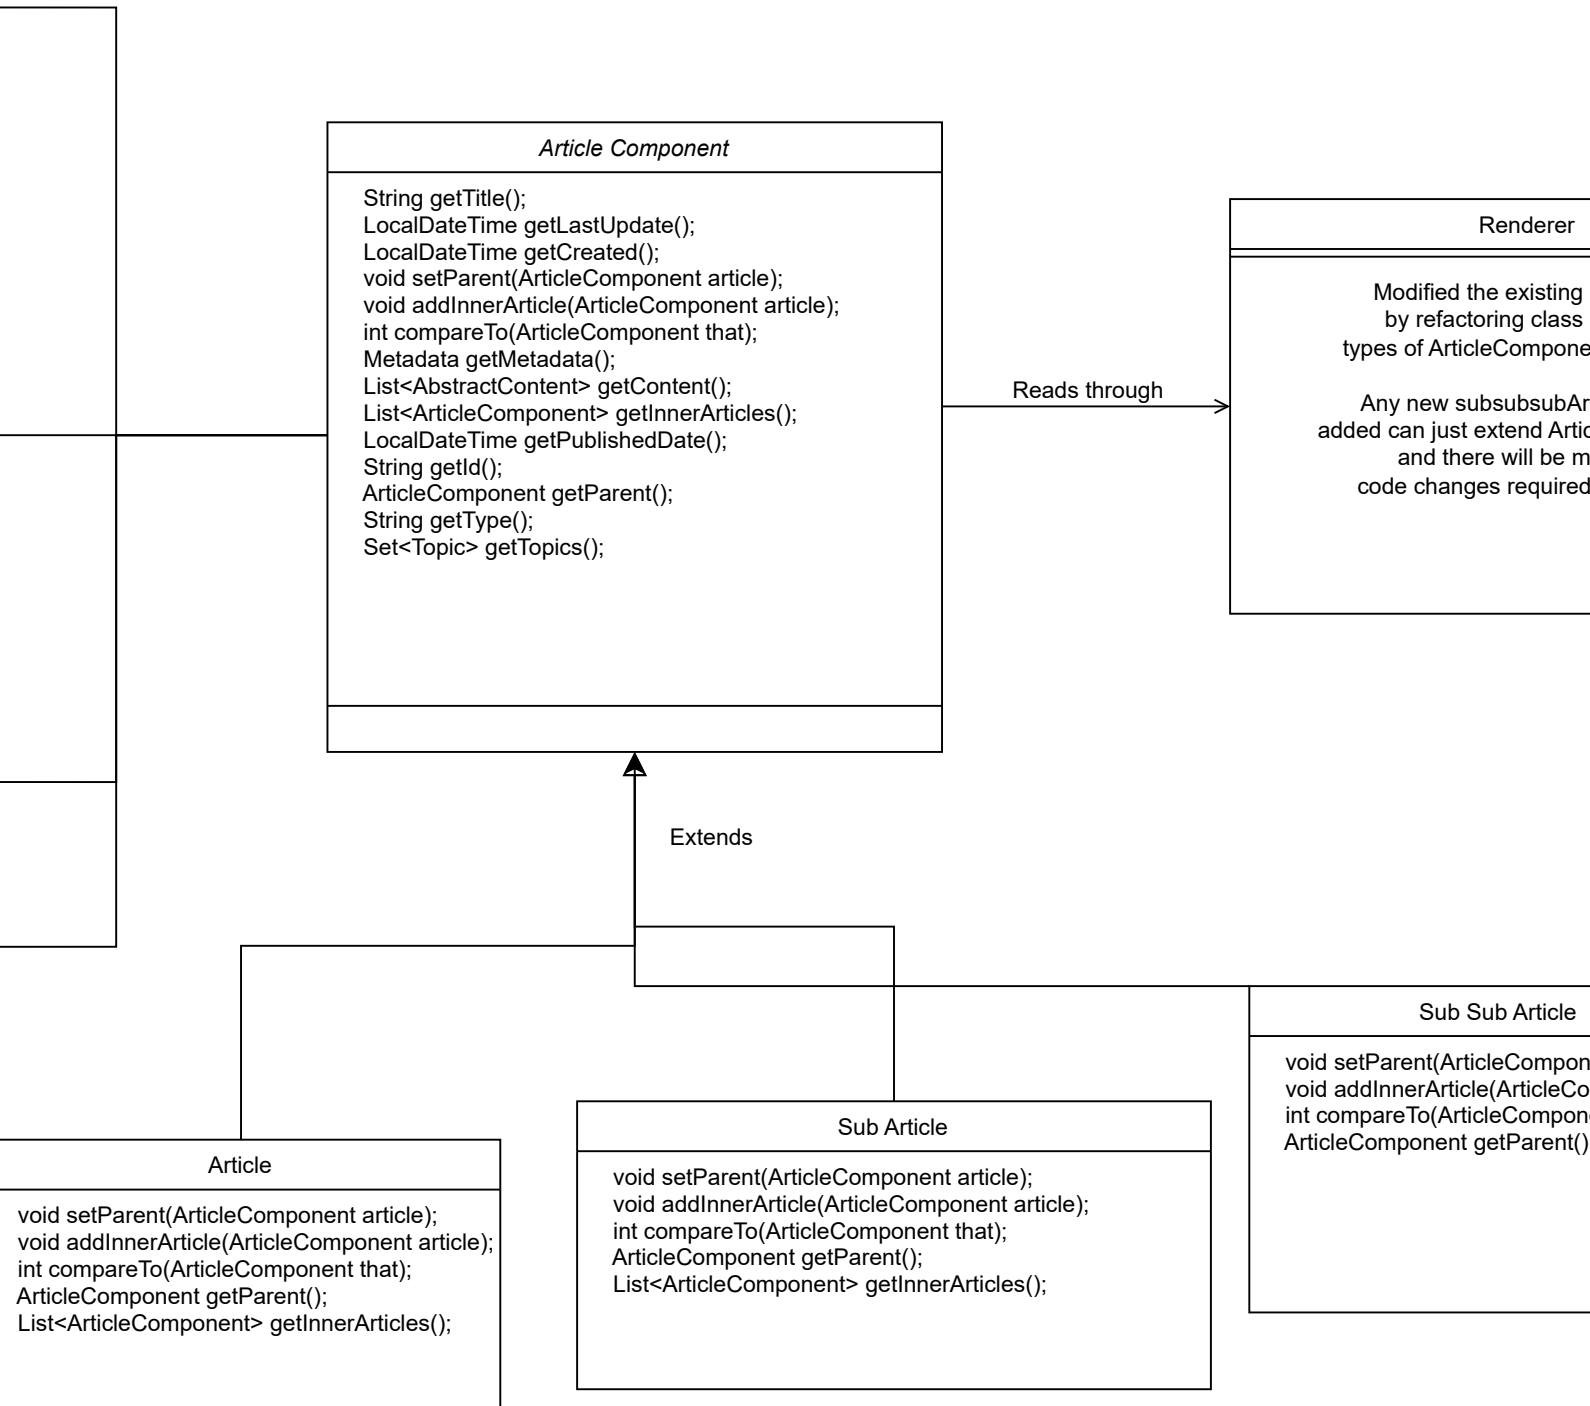 Article Component
String getTitle();
LocalDateTime getLastUpdate();
LocalDateTime getCreated();
void setParent(ArticleComponent article);
void addInnerArticle(ArticleComponent article);
int compareTo(ArticleComponent that);
Metadata getMetadata();
List<AbstractContent> getContent();
List<ArticleComponent> getInnerArticles();
LocalDateTime getPublishedDate();
String getId();
ArticleComponent getParent();
String getType();
Set<Topic> getTopics();
Reads through
Renderer
Modified the existing
by refactoring class
types of ArticleCompone
Any new subsubsubAr
added can just extend Artic
and there will be m
code changes required
Extends
Article
void setParent(ArticleComponent article);
void addInnerArticle(ArticleComponent article);
int compareTo(ArticleComponent that);
ArticleComponent getParent();
List<ArticleComponent> getInnerArticles();
Sub Article
void setParent(ArticleComponent article);
void addInnerArticle(ArticleComponent article);
int compareTo(ArticleComponent that);
ArticleComponent getParent();
List<ArticleComponent> getInnerArticles();
Sub Sub Article
void setParent(ArticleCompon
void addInnerArticle(ArticleCo
int compareTo(ArticleCompone
ArticleComponent getParent()